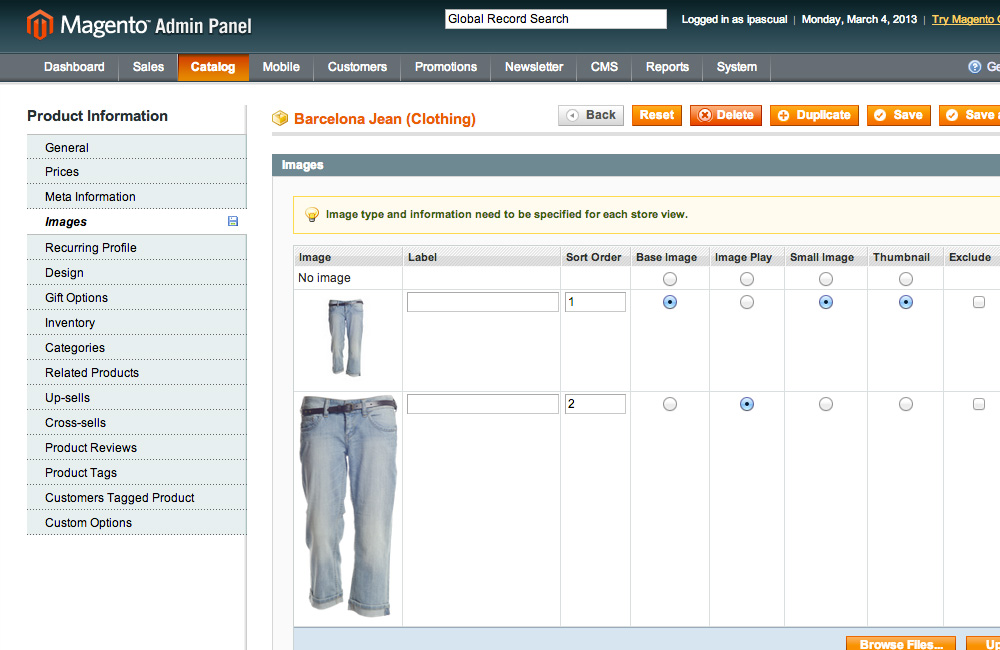 Magento™ Admin Panel
Global Record Search
Logged in as ipascual | Monday, March 4, 2013 | Try Magento
Dashboard Sales Catalog Mobile Customers Promotions Newsletter CMS Reports System
Product Information
General
Prices
Meta Information
Images
Recurring Profile
Design
Gift Options
Inventory
Categories
Related Products
Up-sells
Cross-sells
Product Reviews
Product Tags
Customers Tagged Product
Custom Options
Barcelona Jean (Clothing)
Back Reset Delete Duplicate Save Save
Images
Image type and information need to be specified for each store view.
Image Label Sort Order Base Image Image Play Small Image Thumbnail Exclude
No image
1
2
Browse Files...